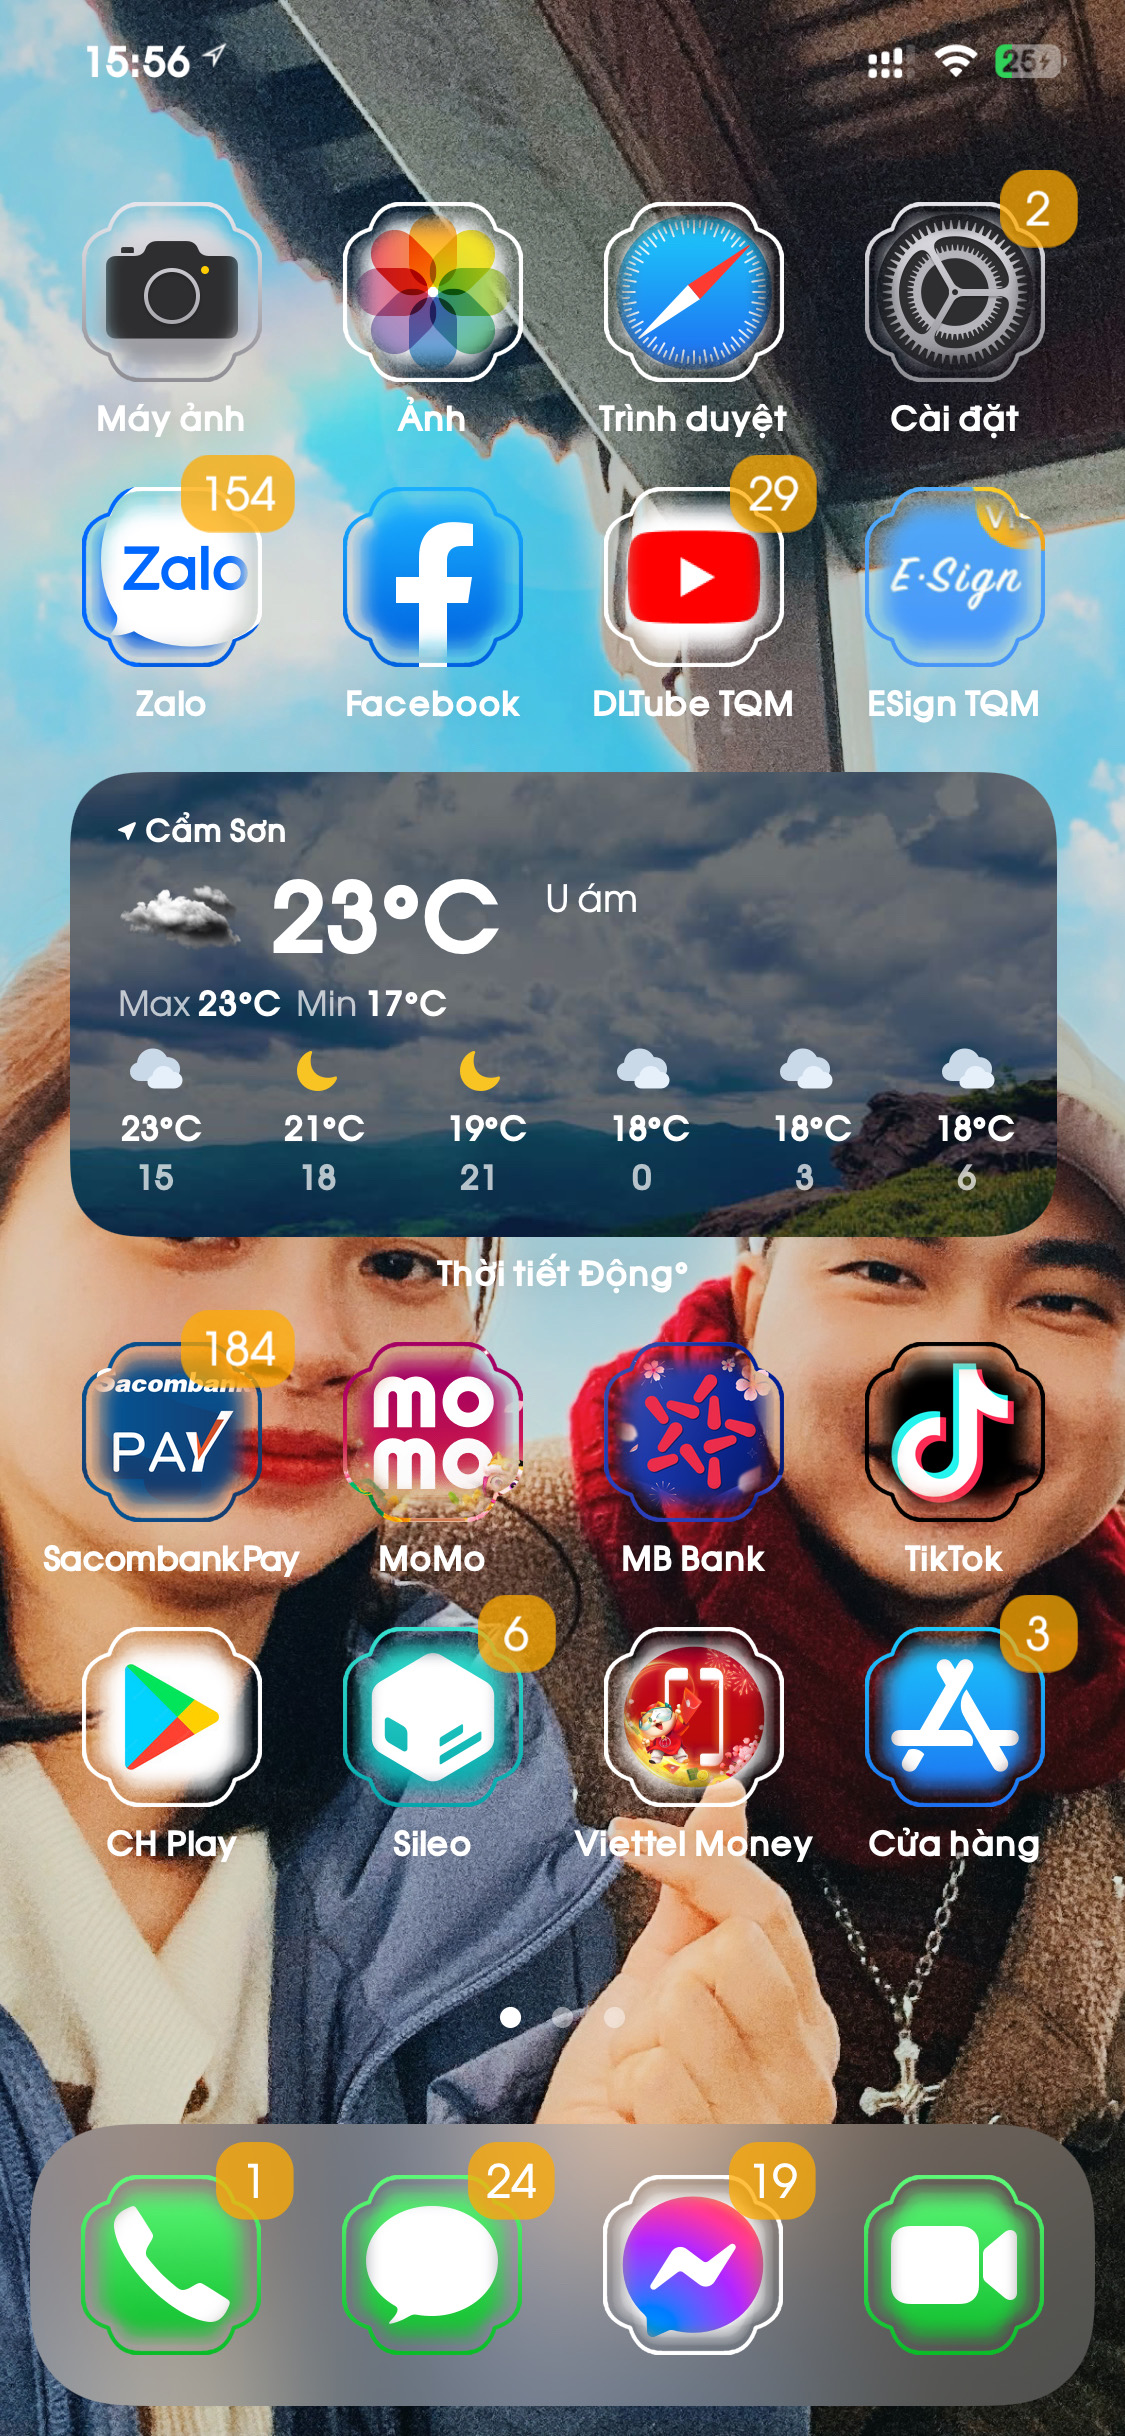 15:56
25
2
Máy ảnh
Ảnh
Trình duyệt
Cài đặt
154
29
Zalo
E·Sign
Zalo
Facebook
DLTube TQM
ESign TQM
Cẩm Sơn
23°C
U ám
Max 23°C Min 17°C
23°C 21°C 19°C 18°C 18°C 18°C
15 18 21 0 3 6
Thời tiết Động°
184
Sacombank
PAY
mo
mo
SacombankPay
MoMo
MB Bank
TikTok
6
3
CH Play
Sileo
Viettel Money
Cửa hàng
1
24
19